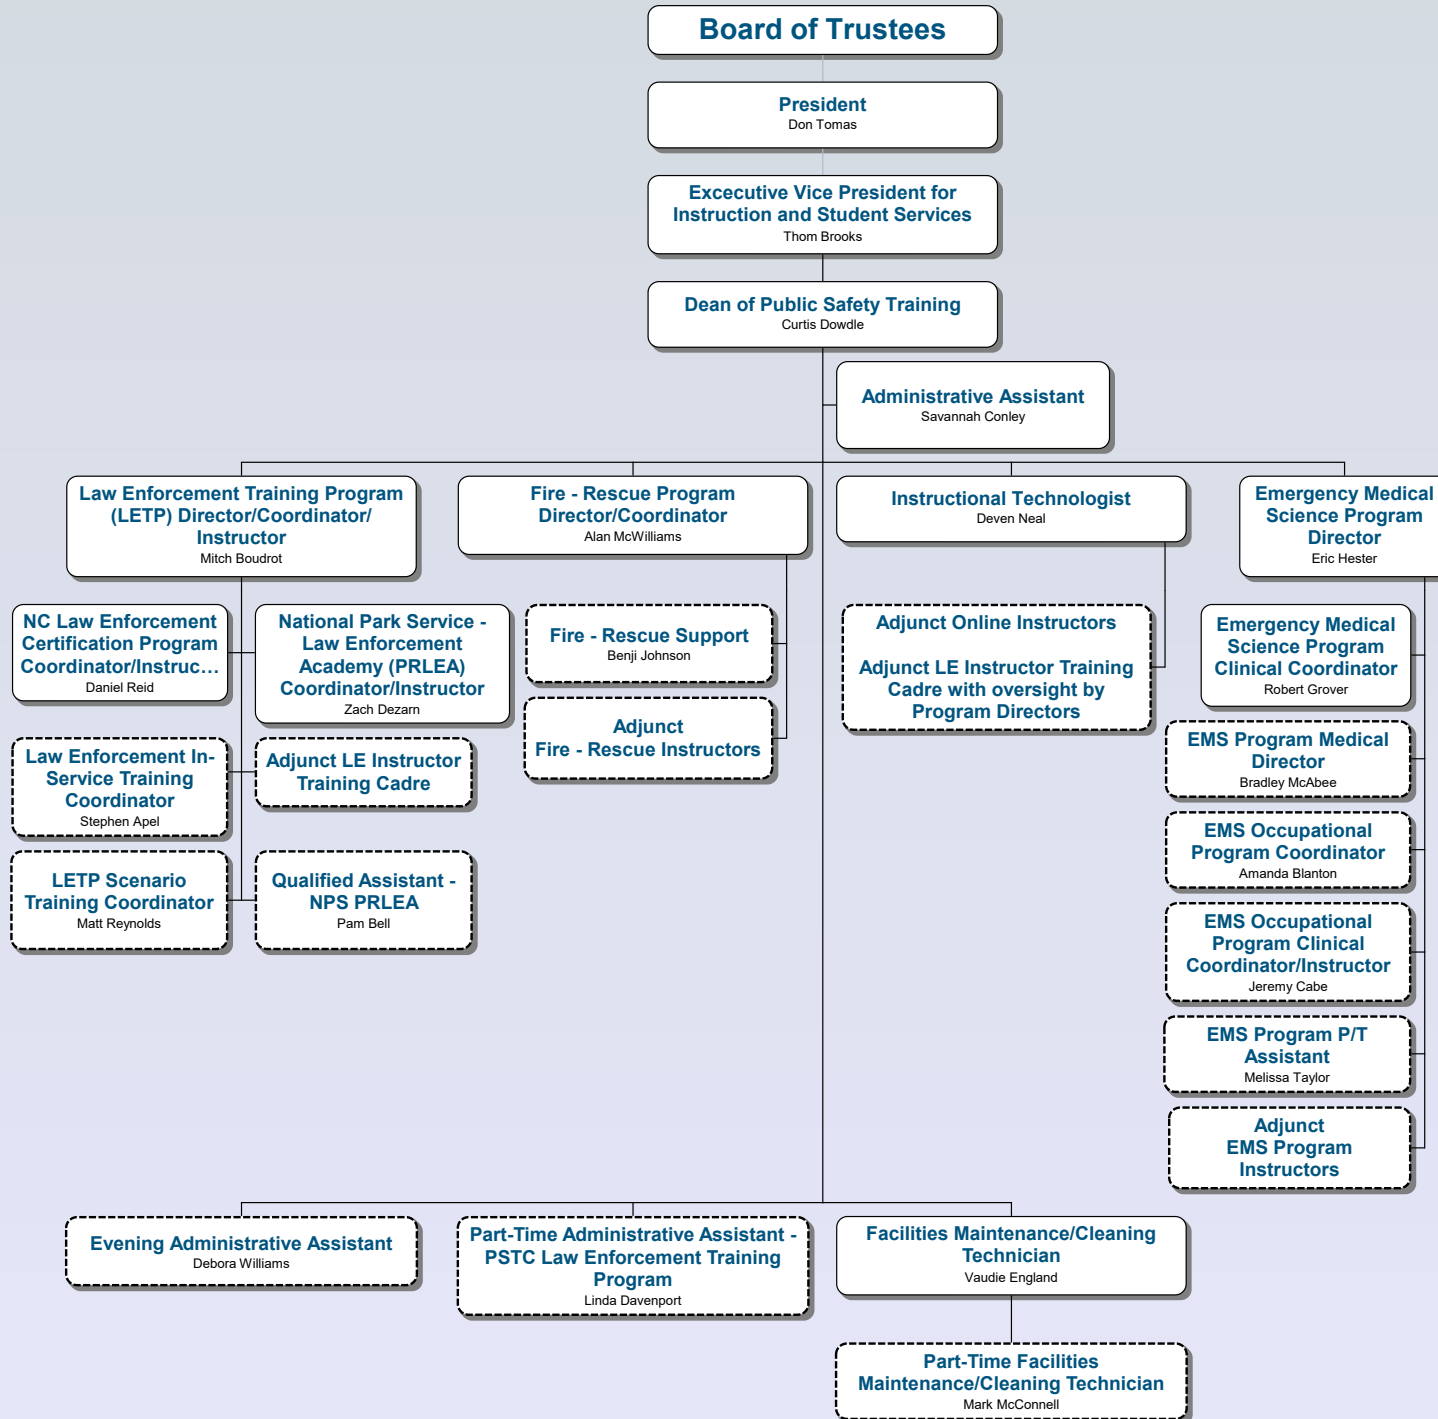 Board of Trustees
President
Don Tomas
Excecutive Vice President for
Instruction and Student Services
Thom Brooks
Dean of Public Safety Training
Curtis Dowdle
Administrative Assistant
Savannah Conley
Law Enforcement Training Program
(LETP) Director/Coordinator/
Instructor
Mitch Boudrot
Fire - Rescue Program
Director/Coordinator
Alan McWilliams
Instructional Technologist
Deven Neal
Emergency Medical
Science Program
Director
Eric Hester
NC Law Enforcement
Certification Program
Coordinator/Instruc...
Daniel Reid
National Park Service -
Law Enforcement
Academy (PRLEA)
Coordinator/Instructor
Zach Dezarn
Fire - Rescue Support
Benji Johnson
Adjunct Online Instructors
Adjunct LE Instructor Training
Cadre with oversight by
Program Directors
Emergency Medical
Science Program
Clinical Coordinator
Robert Grover
Adjunct
Fire - Rescue Instructors
Law Enforcement In-
Service Training
Coordinator
Stephen Apel
Adjunct LE Instructor
Training Cadre
EMS Program Medical
Director
Bradley McAbee
EMS Occupational
Program Coordinator
Amanda Blanton
LETP Scenario
Training Coordinator
Matt Reynolds
Qualified Assistant -
NPS PRLEA
Pam Bell
EMS Occupational
Program Clinical
Coordinator/Instructor
Jeremy Cabe
EMS Program P/T
Assistant
Melissa Taylor
Adjunct
EMS Program
Instructors
Evening Administrative Assistant
Debora Williams
Part-Time Administrative Assistant -
PSTC Law Enforcement Training
Program
Linda Davenport
Facilities Maintenance/Cleaning
Technician
Vaudie England
Part-Time Facilities
Maintenance/Cleaning Technician
Mark McConnell